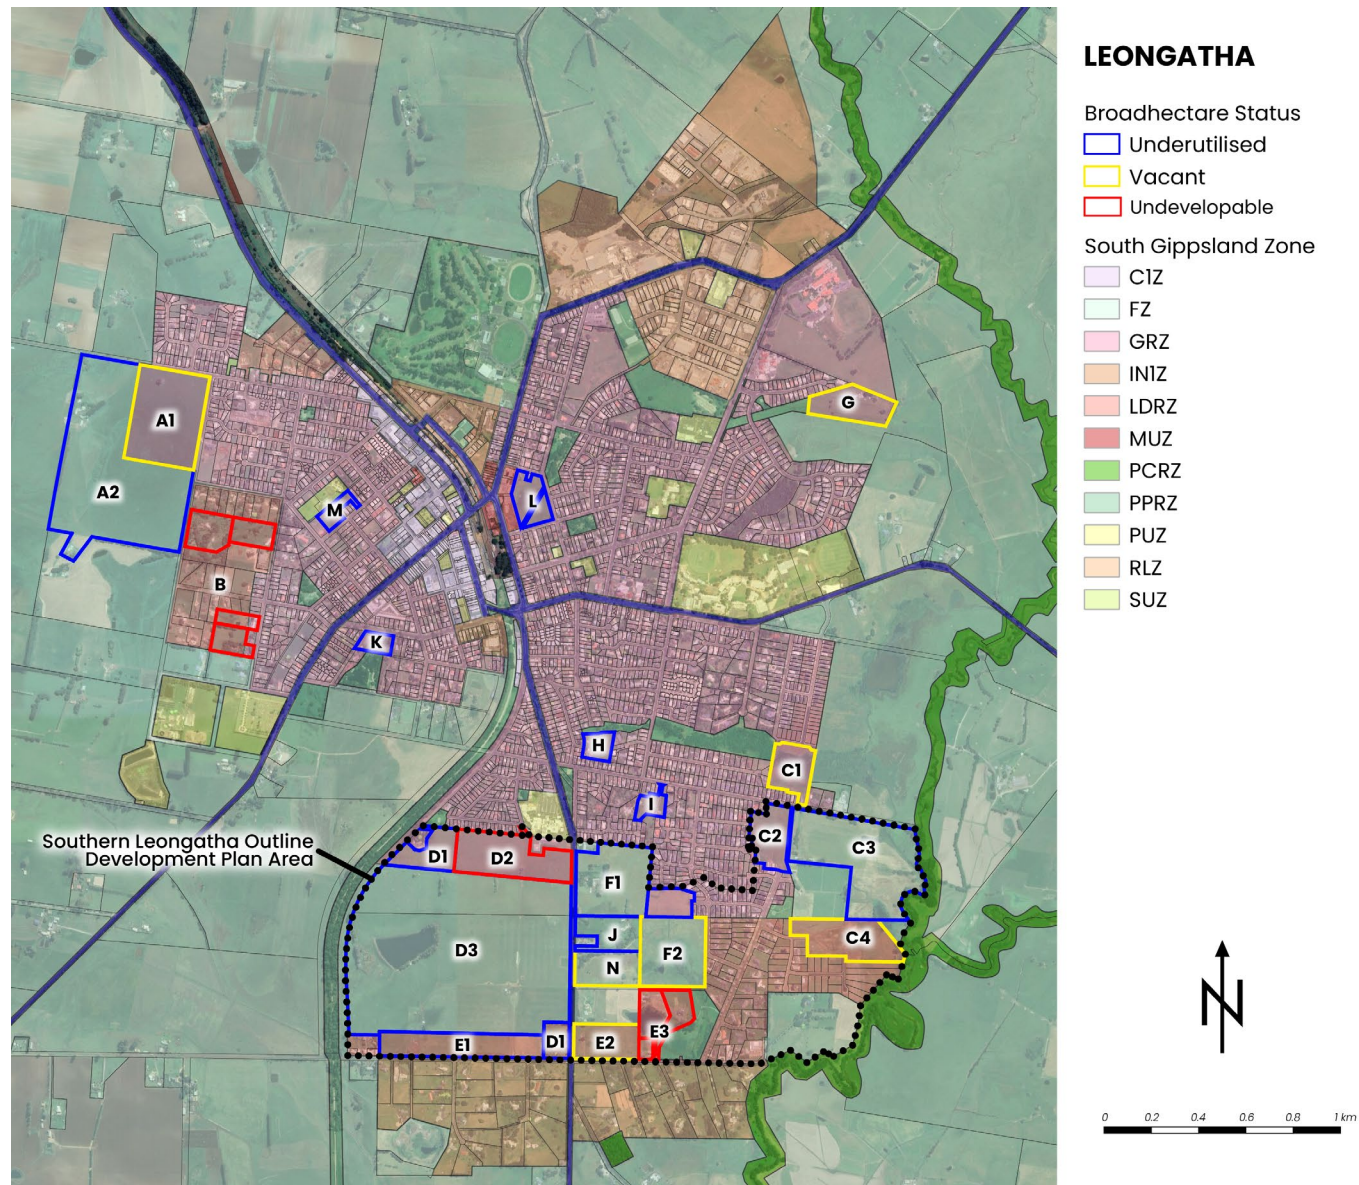 LEONGATHA
Broadhectare Status
Underutilised
Vacant
Undevelopable
South Gippsland Zone
C1Z
FZ
GRZ
IN1Z
LDRZ
MUZ
PCRZ
PPRZ
PUZ
RLZ
SUZ
G
A1
A2
L
M
B
K
H
C1
I
C2
C3
Southern Leongatha Outline
Development Plan Area
D1
D2
F1
J
C4
D3
F2
N
E3
E1
D1
E2
N
0 0.2 0.4 0.6 0.8 1 km